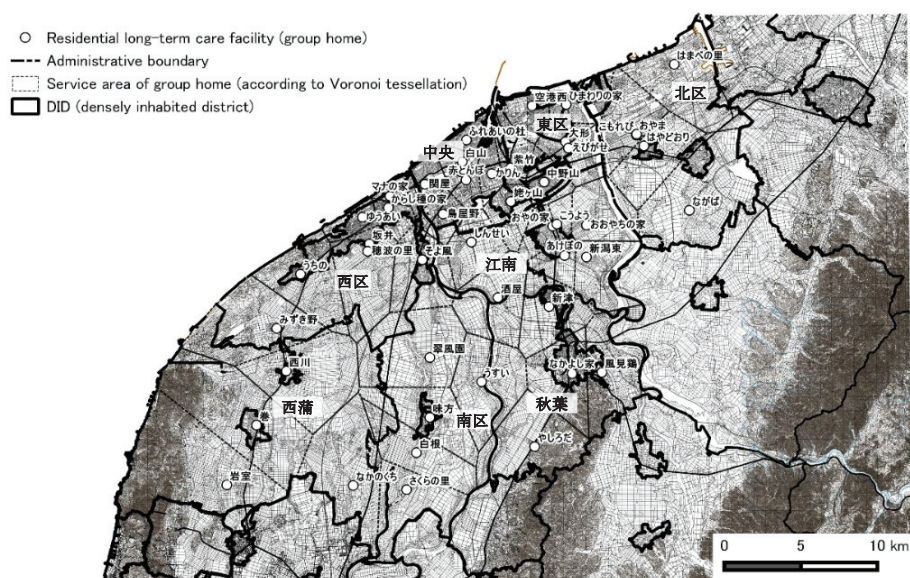 Residential long-term care facility (group home)
Administrative boundary
Service area of group home (according to Voronoi tessellation)
DID (densely inhabited district)
はまべの里
北区
空港西
ひまわりの家
東区
ふれあいの杜
大形
こもれび
おやま
とはやどおり
中央
白山
えびがせ
紫竹
赤とんぼ
かりん
中野山
マナの家
関屋
姥ヶ山
からし種の家
ながば
ゆうあい
鳥屋野
おやの家
こうよう
おおやちの家
坂井
しんせい
穂波の里
そよ風
あけぼの
新潟東
うちの
江南
西区
酒屋
新津
みずき野
翠風園
西川
なかよし家
風見鶏
うすい
西蒲
味方
南区
秋葉
巻
やしろだ
白根
岩室
なかのくち
さくらの里
0 5 10 km